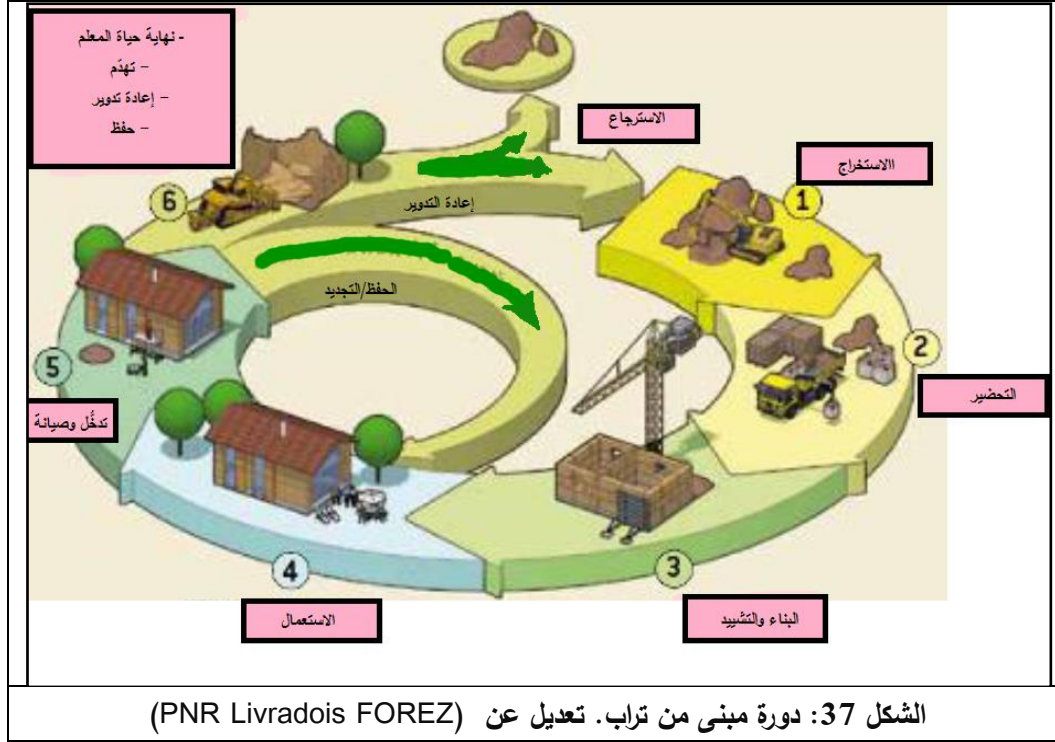 - نهاية حياة المعلم
– تهدّم
– إعادة تدوير
– حفظ
الاسترجاع
االاستخراج
1
6
إعادة التدوير
الحفظ/التجديد
2
التحضير
5
تدخُّل وصيانة
4
الاستعمال
3
البناء والتشييد
الشكل 37: دورة مبنى من تراب. تعديل عن (PNR Livradois FOREZ)